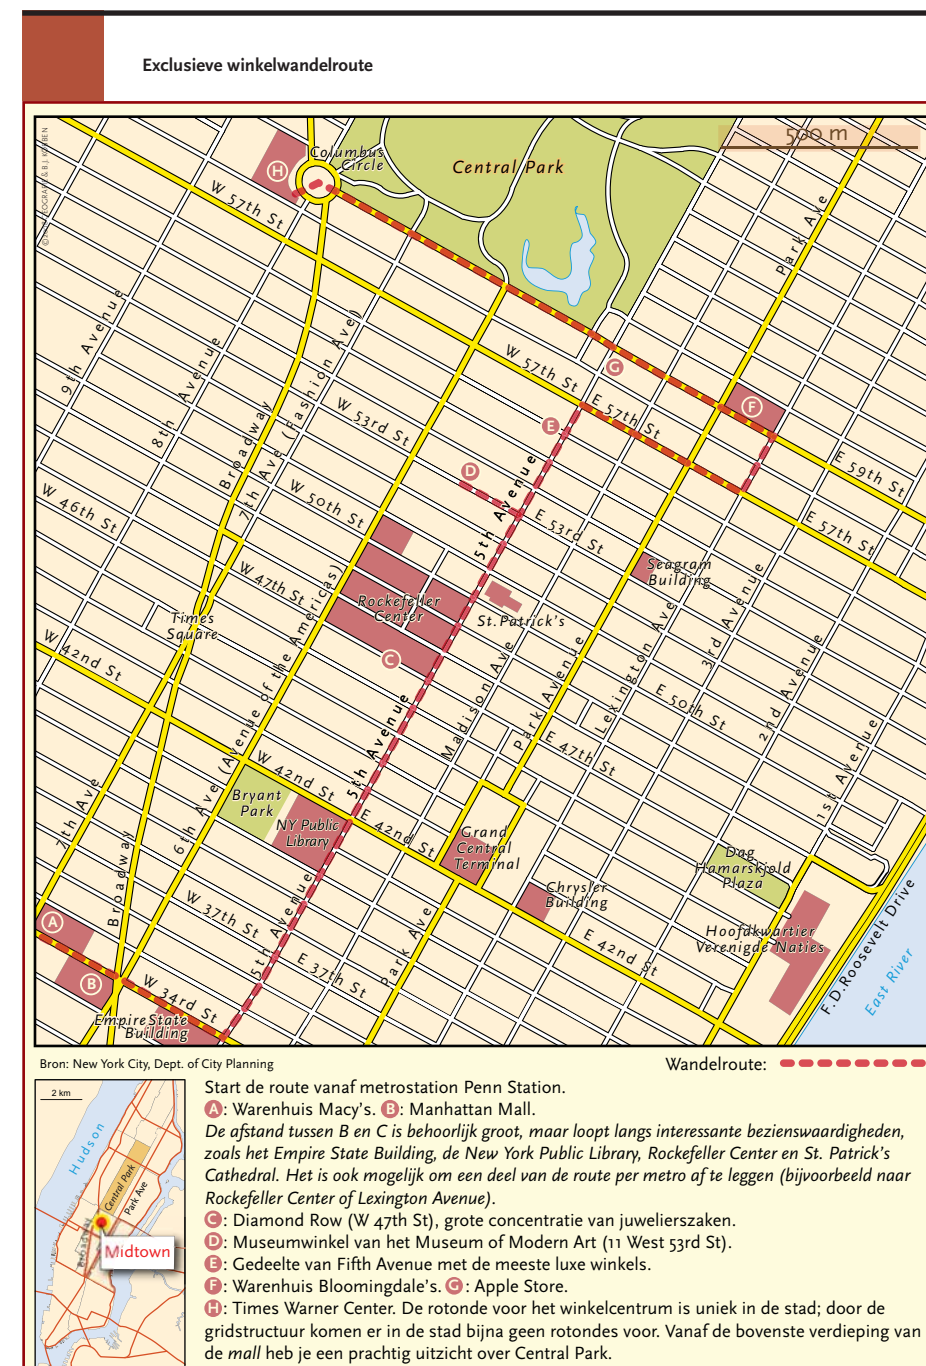 Exclusieve winkelwandelroute
500 m
Columbus
Circle
H
Central Park
W 57th St
Park Ave
9th Avenue
8th Avenue
Broadway
7th Ave (Fashion Ave)
W 53rd St
W 57th St
G
E 57th St
F
E
E 59th St
D
W 46th St
W 50th St
5th Avenue
E 53rd St
E 57th St
W 47th St
Seagram
Building
Rockefeller
Center
St. Patrick's
Times
Square
C
W 42nd St
6th Ave (Avenue of the Americas)
5th Avenue
Madison Ave
Park Avenue
Lexington Ave
3rd Avenue
2nd Avenue
1st Avenue
E 50th St
E 47th St
W 42nd St
Bryant
Park
NY Public
Library
E 42nd St
Grand
Central
Terminal
7th Ave
Broadway
Dag
Hamarskjold
Plaza
Chrysler
Building
A
W 37th St
5th Avenue
E 37th St
Park Ave
E 42nd St
Hoofdkwartier
Verenigde Naties
F.D.Roosevelt Drive
East River
B
W 34rd St
Empire State
Building
Bron: New York City, Dept. of City Planning
Wandelroute:
2 km
Hudson
Central Park
Park Ave
Broadway
Midtown
Start de route vanaf metrostation Penn Station.
A: Warenhuis Macy's. B: Manhattan Mall.
De afstand tussen B en C is behoorlijk groot, maar loopt langs interessante bezienswaardigheden,
zoals het Empire State Building, de New York Public Library, Rockefeller Center en St. Patrick's
Cathedral. Het is ook mogelijk om een deel van de route per metro af te leggen (bijvoorbeeld naar
Rockefeller Center of Lexington Avenue).
C: Diamond Row (W 47th St), grote concentratie van juwelierszaken.
D: Museumwinkel van het Museum of Modern Art (11 West 53rd St).
E: Gedeelte van Fifth Avenue met de meeste luxe winkels.
F: Warenhuis Bloomingdale's. G: Apple Store.
H: Times Warner Center. De rotonde voor het winkelcentrum is uniek in de stad; door de
gridstructuur komen er in de stad bijna geen rotondes voor. Vanaf de bovenste verdieping van
de mall heb je een prachtig uitzicht over Central Park.